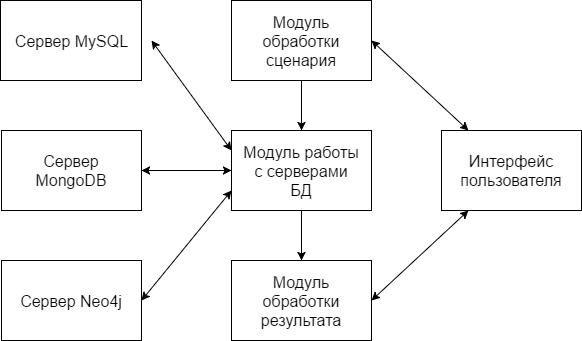 Сервер MySQL
Модуль
обработки
сценария
Сервер
MongoDB
Модуль работы
с серверами
БД
Интерфейс
пользователя
Сервер Neo4j
Модуль
обработки
результата